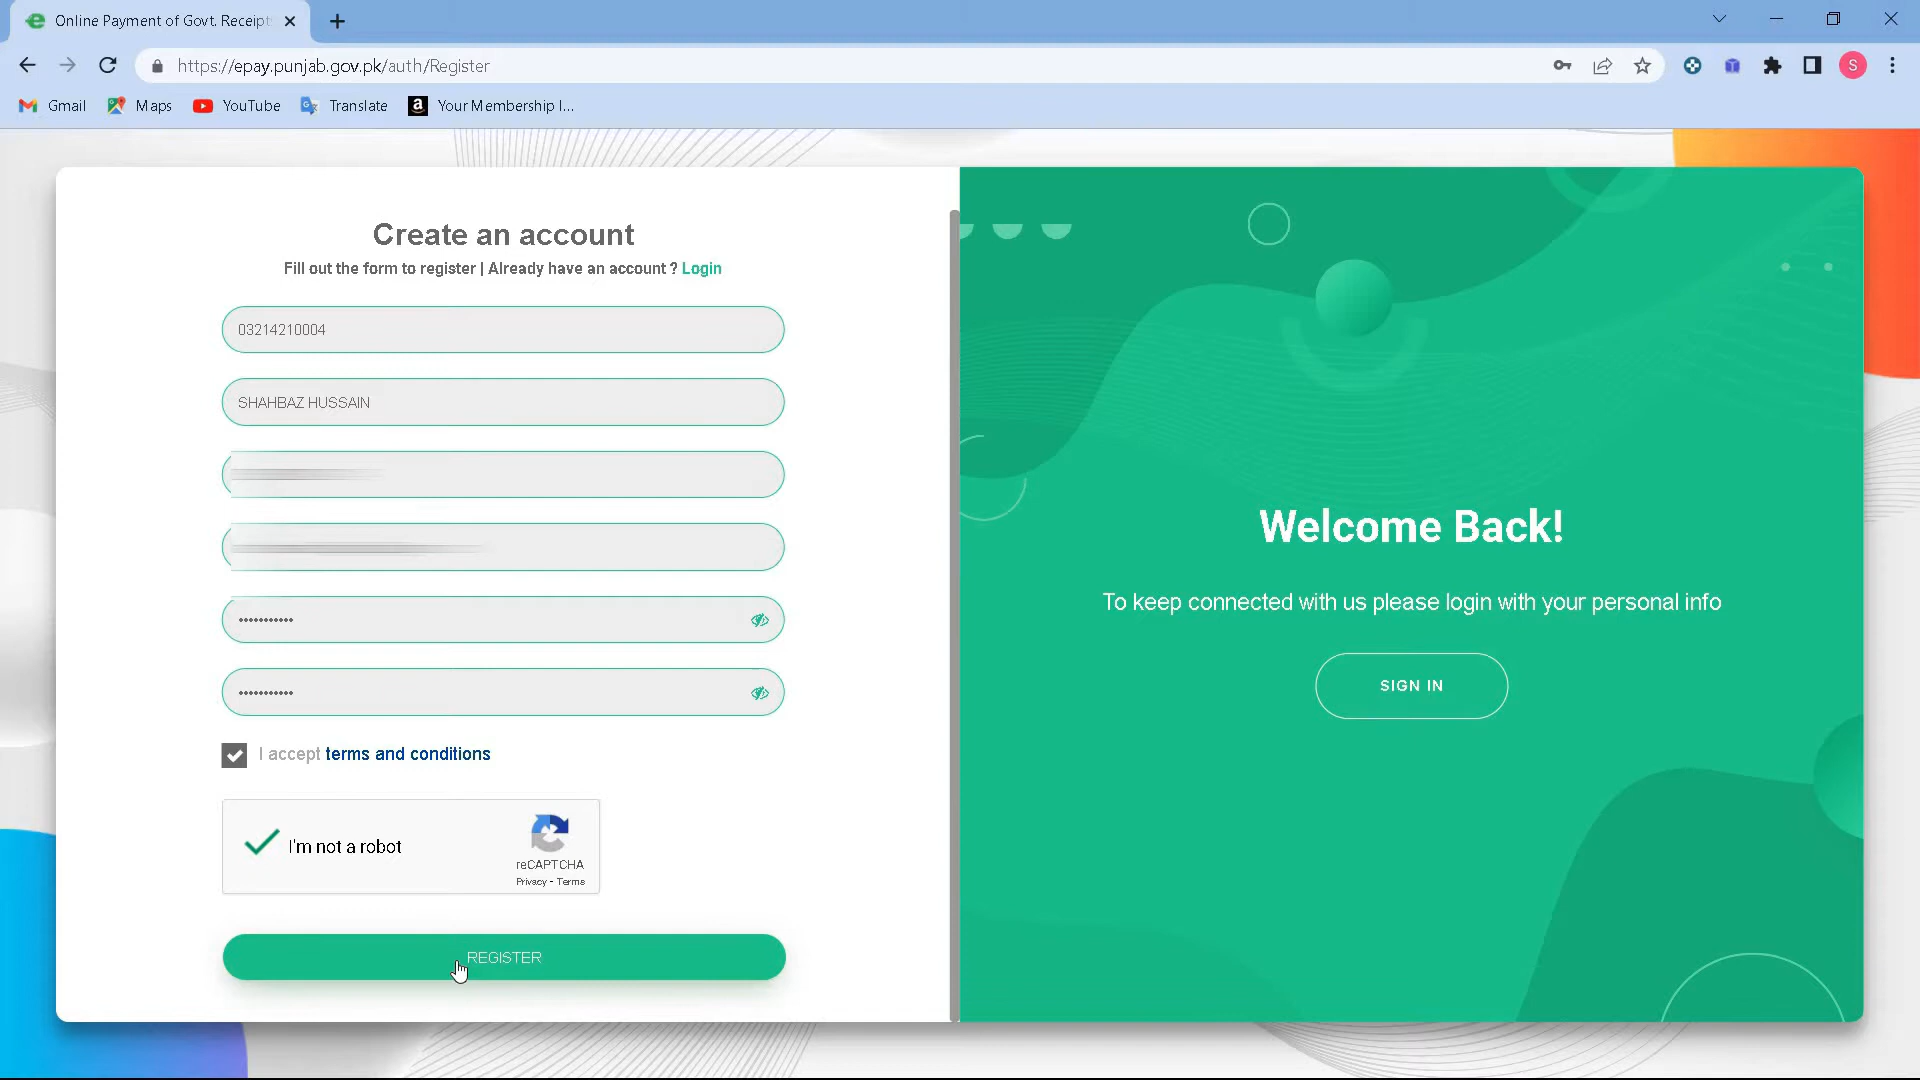 Online Payment of Govt. Receipt
https://epay.punjab.gov.pk/auth/Register
S
Gmail
Maps
YouTube
Translate
Your Membership I...
Create an account
Fill out the form to register | Already have an account ? Login
03214210004
SHAHBAZ HUSSAIN
•••••••••••
•••••••••••
I accept terms and conditions
I'm not a robot
reCAPTCHA
Privacy - Terms
REGISTER
Welcome Back!
To keep connected with us please login with your personal info
SIGN IN